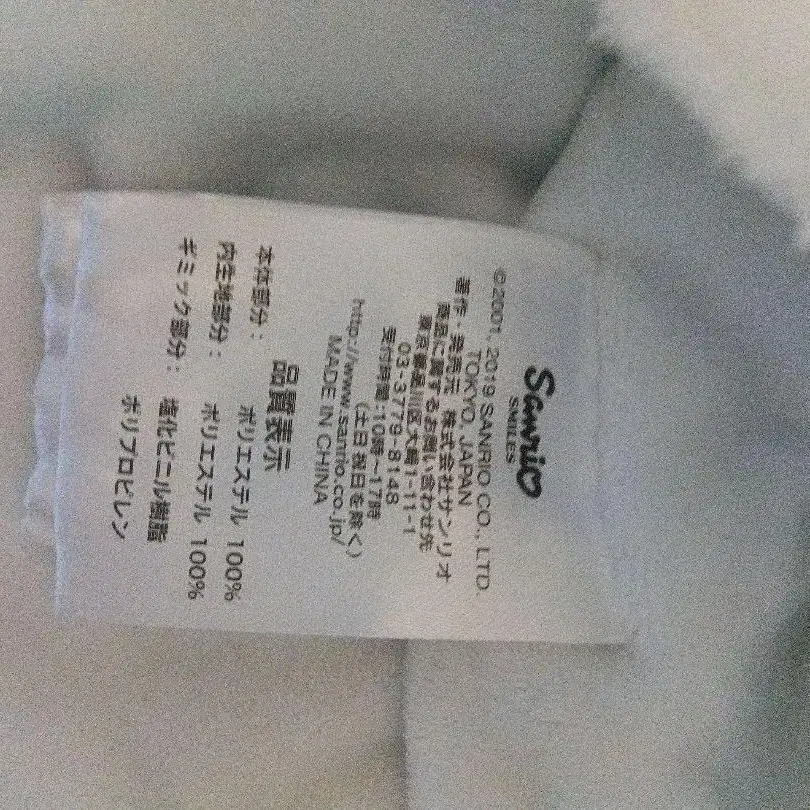 Sanrio
SMILES
©2001, 2019 SANRIO CO., LTD.
TOKYO, JAPAN
著作・発売元 株式会社サンリオ
商品に関するお問い合わせ先
東京都品川区大崎1-11-1
03-3779-8148
受付時間:10時～17時
(土日祝日を除く)
http://www.sanrio.co.jp/
MADE IN CHINA
品質表示
本体部分: ポリエステル 100%
内生地部分: ポリエステル 100%
ギミック部分: 塩化ビニル樹脂
ポリプロピレン